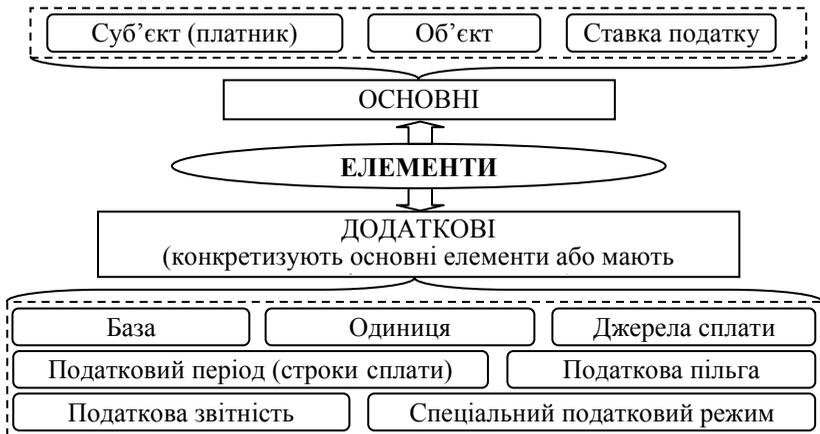 Суб’єкт (платник)
Об’єкт
Ставка податку
ОСНОВНІ
ЕЛЕМЕНТИ
ДОДАТКОВІ
(конкретизують основні елементи або мають
База
Одиниця
Джерела сплати
Податковий період (строки сплати)
Податкова пільга
Податкова звітність
Спеціальний податковий режим